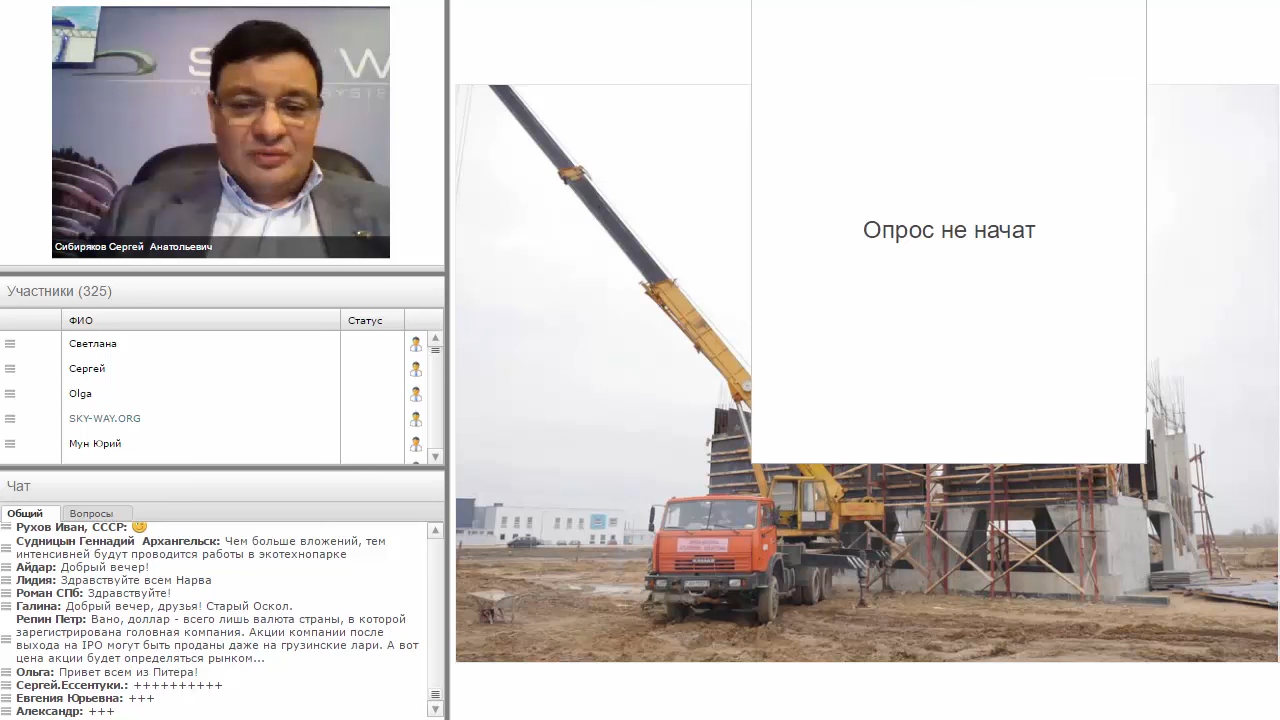 S W
Сибиряков Сергей Анатольевич
Участники (325)
ФИО
Статус
Светлана
Сергей
Olga
SKY-WAY.ORG
Мун Юрий
Чат
Общий
Вопросы
Рухов Иван, СССР:
Судницын Геннадий Архангельск: Чем больше вложений, тем
интенсивней будут проводится работы в экотехнопарке
Айдар: Добрый вечер!
Лидия: Здравствуйте всем Нарва
Роман СПб: Здравствуйте!
Галина: Добрый вечер, друзья! Старый Оскол.
Репин Петр: Вано, доллар - всего лишь валюта страны, в которой
зарегистрирована головная компания. Акции компании после
выхода на IPO могут быть проданы даже на грузинские лари. А вот
цена акции будет определяться рынком...
Ольга: Привет всем из Питера!
Сергей.Ессентуки.: ++++++++++
Евгения Юрьевна: +++
Александр: +++
Опрос не начат